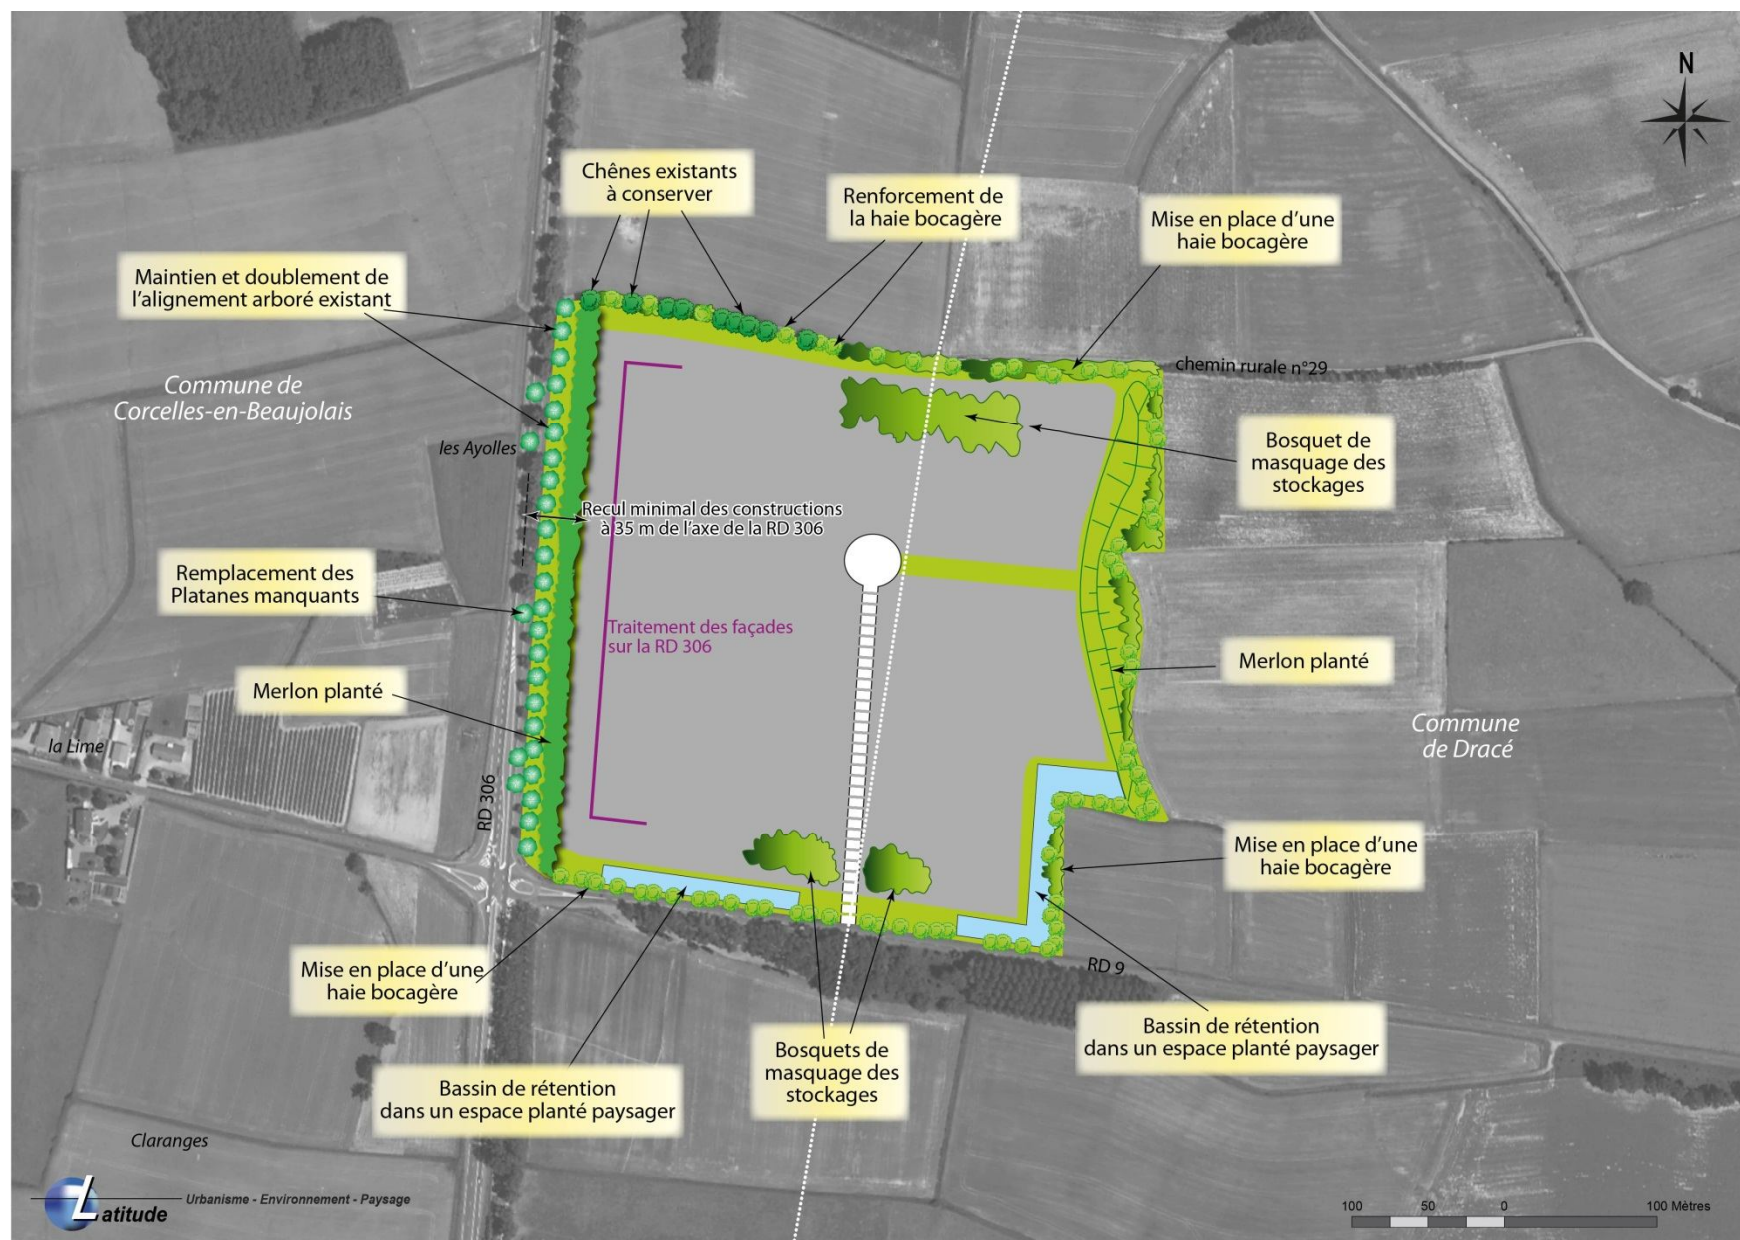 N
Chênes existants
à conserver
Renforcement de
la haie bocagère
Mise en place d'une
haie bocagère
Maintien et doublement de
l'alignement arboré existant
chemin rurale n°29
Commune de
Corcelles-en-Beaujolais
les Ayolles
Bosquet de
masquage des
stockages
Recul minimal des constructions
à 35 m de l'axe de la RD 306
Remplacement des
Platanes manquants
Traitement des façades
sur la RD 306
Merlon planté
Merlon planté
Commune
de Dracé
la Lime
RD 306
Mise en place d'une
haie bocagère
Mise en place d'une
haie bocagère
RD 9
Bassin de rétention
dans un espace planté paysager
Bosquets de
masquage des
stockages
Bassin de rétention
dans un espace planté paysager
Claranges
Latitude
Urbanisme - Environnement - Paysage
100 50 0 100 Mètres